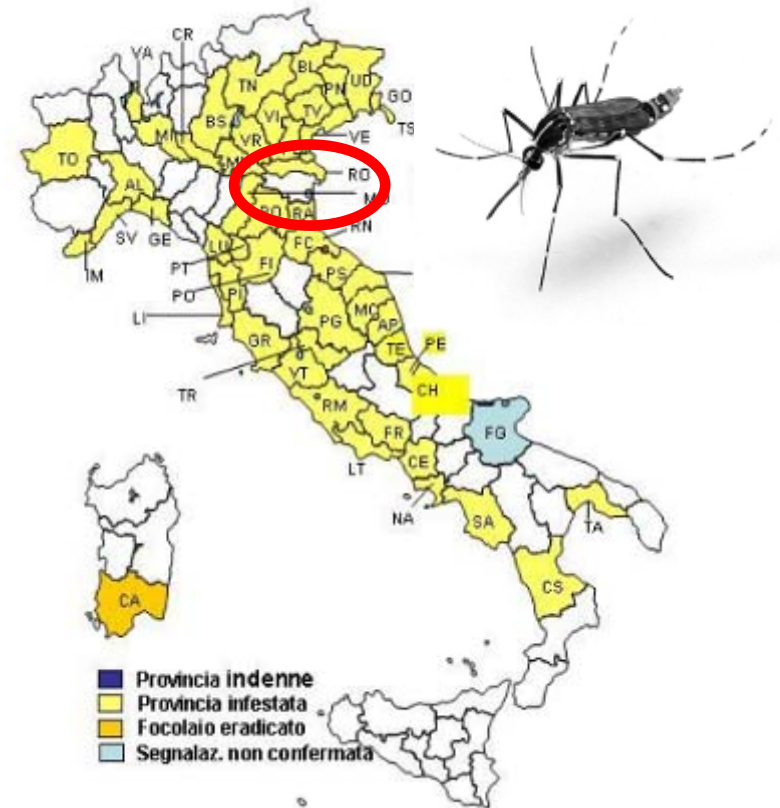 CR
VA
BL
TN
UD
PN
GO
TV
BS
VI
TS
MI
VR
VE
TO
RO
AL
RA
RN
SV
GE
LU
FC
PT
FI
IM
PS
PO
PI
MC
LI
PG
AP
GR
TE
PE
VT
CH
TR
RM
FR
FG
LT
CE
NA
SA
TA
CS
CA
Provincia indenne
Provincia infestata
Focolaio eradicato
Segnalaz. non confermata